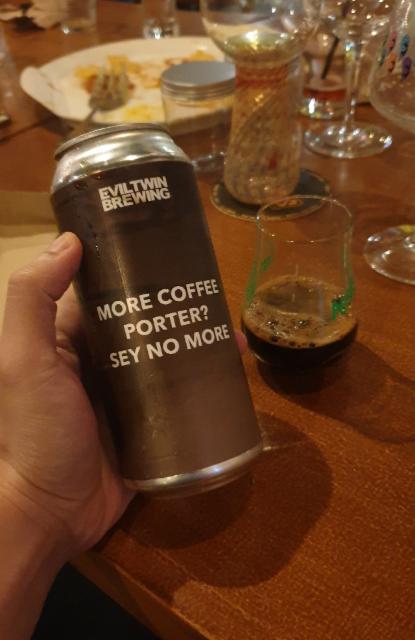 EVILTWIN
BREWING
MORE COFFEE
PORTER?
SEY NO MORE